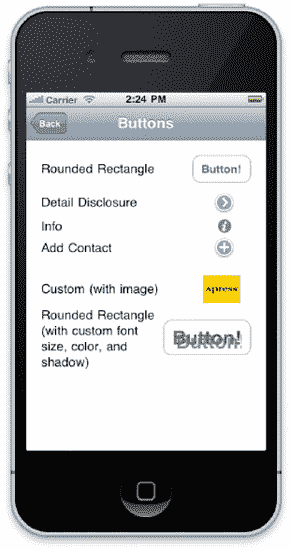 Carrier 2:24 PM
Back Buttons
Rounded Rectangle Button!
Detail Disclosure
Info i
Add Contact
Custom (with image) Apress
Rounded Rectangle
(with custom font
size, color, and
shadow) Button!